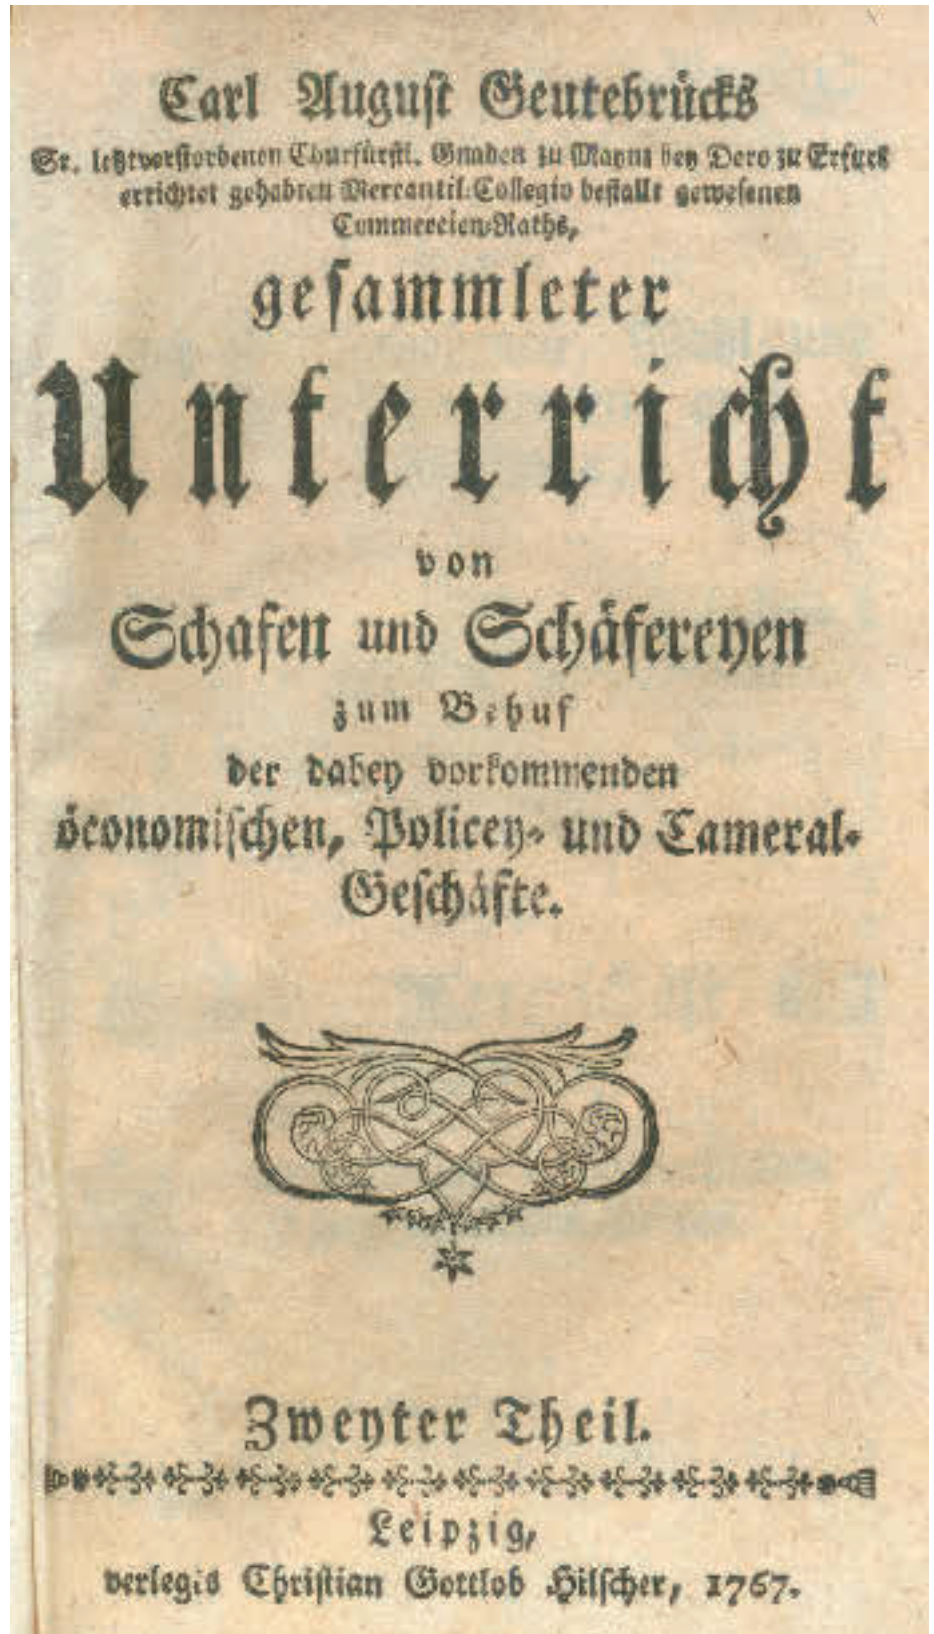 Carl August Geutebrücks
Sr. letztverstorbenen Churfürstl. Gnaden zu Maynz bey Dero zu Erfurt
errichtet gehabten Mercantil-Collegio bestallt gewesenen
Commercien-Raths,
gesammleter
Unterricht
von
Schafen und Schäfereyen
zum Behuf
der dabey vorkommenden
öconomischen, Policey- und Cameral-
Geschäfte.
Zweyter Theil.
Leipzig,
verlegts Christian Gottlob Hilscher, 1767.